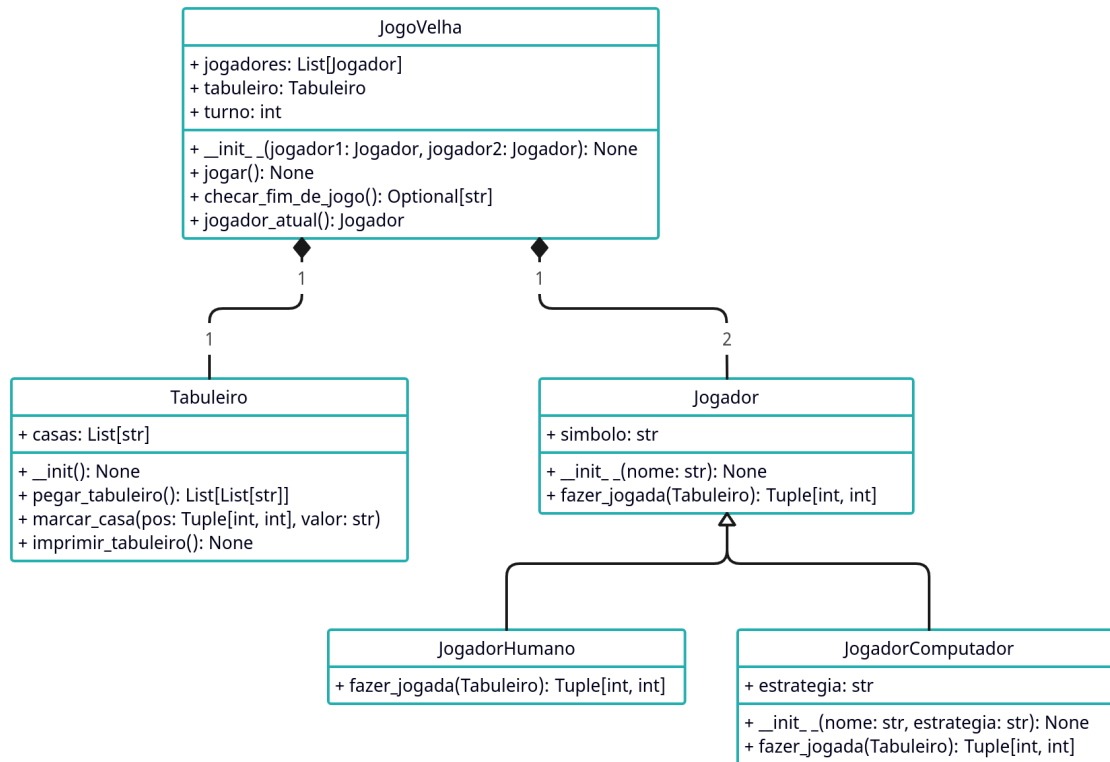 JogoVelha
+ jogadores: List[Jogador]
+ tabuleiro: Tabuleiro
+ turno: int
+ __init_ _(jogador1: Jogador, jogador2: Jogador): None
+ jogar(): None
+ checar_fim_de_jogo(): Optional[str]
+ jogador_atual(): Jogador
1
1
1
2
Tabuleiro
+ casas: List[str]
+ __init(): None
+ pegar_tabuleiro(): List[List[str]]
+ marcar_casa(pos: Tuple[int, int], valor: str)
+ imprimir_tabuleiro(): None
Jogador
+ simbolo: str
+ __init_ _(nome: str): None
+ fazer_jogada(Tabuleiro): Tuple[int, int]
JogadorHumano
+ fazer_jogada(Tabuleiro): Tuple[int, int]
JogadorComputador
+ estrategia: str
+ __init_ _(nome: str, estrategia: str): None
+ fazer_jogada(Tabuleiro): Tuple[int, int]